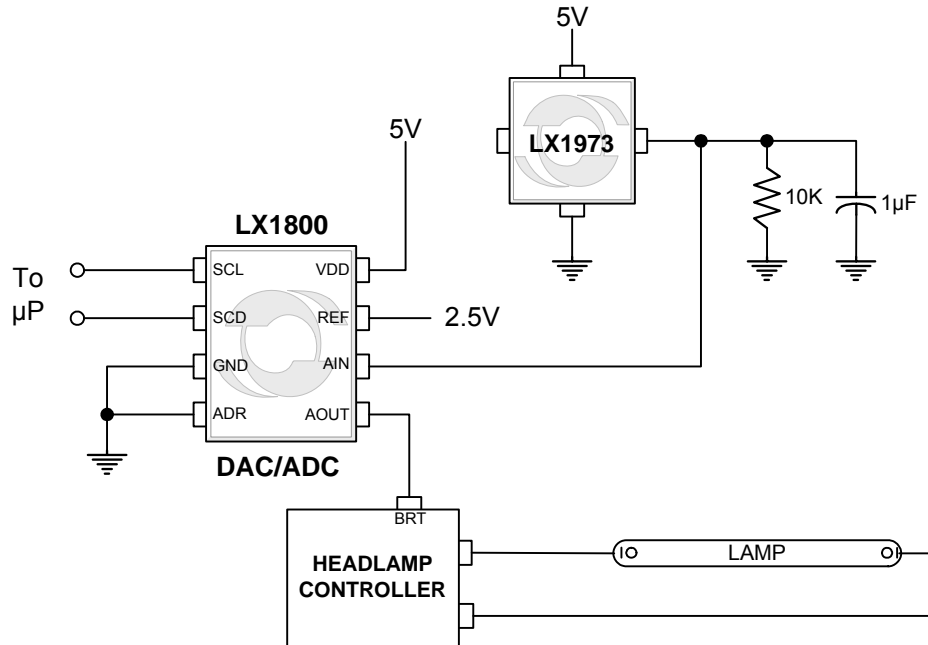 5V
LX1973
10K
1µF
5V
LX1800
To
µP
SCL
VDD
SCD
REF
2.5V
GND
AIN
ADR
AOUT
DAC/ADC
BRT
HEADLAMP
CONTROLLER
LAMP